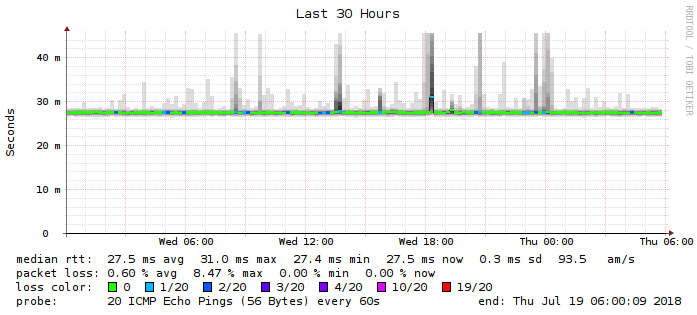 Last 30 Hours
RRDTOOL / TOBI OETIKER
Seconds
40 m
30 m
20 m
10 m
0
Wed 06:00 Wed 12:00 Wed 18:00 Thu 00:00 Thu 06:00
median rtt: 27.5 ms avg 31.0 ms max 27.4 ms min 27.5 ms now 0.3 ms sd 93.5 am/s
packet loss: 0.60 % avg 8.47 % max 0.00 % min 0.00 % now
loss color: 0 1/20 2/20 3/20 4/20 10/20 19/20
probe: 20 ICMP Echo Pings (56 Bytes) every 60s end: Thu Jul 19 06:00:09 2018